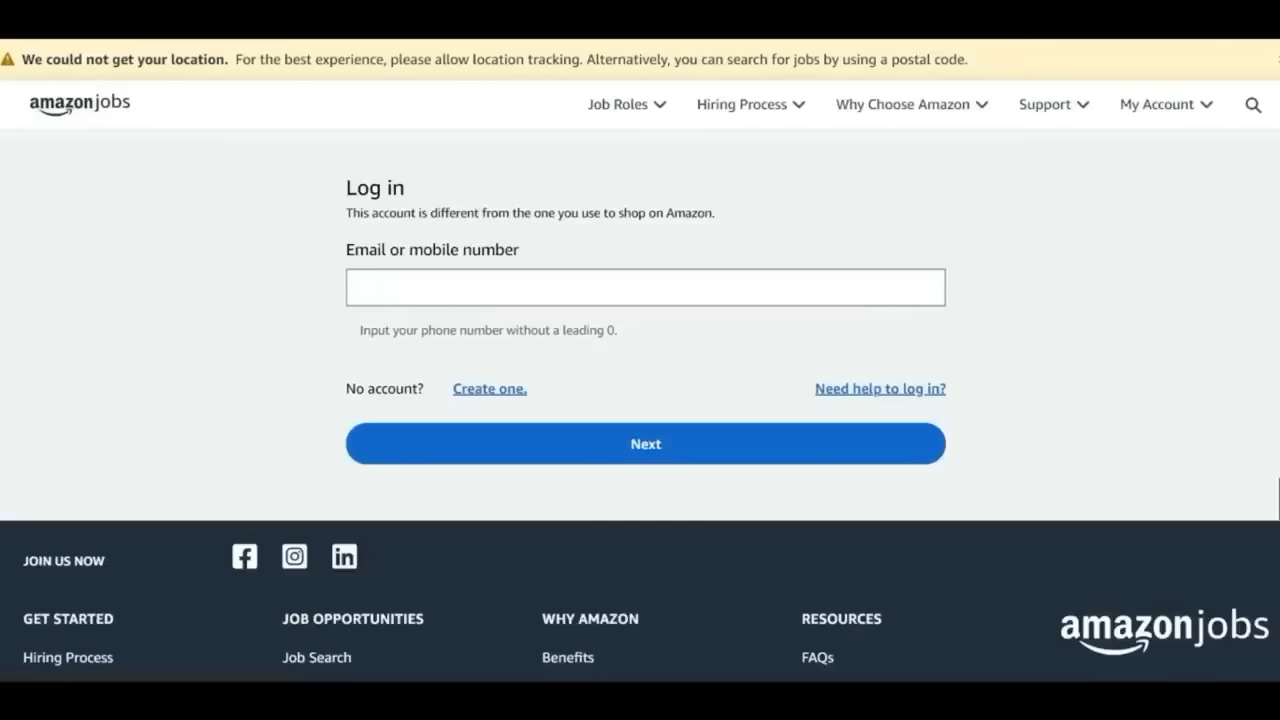 We could not get your location. For the best experience, please allow location tracking. Alternatively, you can search for jobs by using a postal code.
amazon jobs Job Roles Hiring Process Why Choose Amazon Support My Account
Log in
This account is different from the one you use to shop on Amazon.
Email or mobile number
Input your phone number without a leading 0.
No account? Create one. Need help to log in?
Next
JOIN US NOW
GET STARTED JOB OPPORTUNITIES WHY AMAZON RESOURCES
amazon jobs
Hiring Process Job Search Benefits FAQs